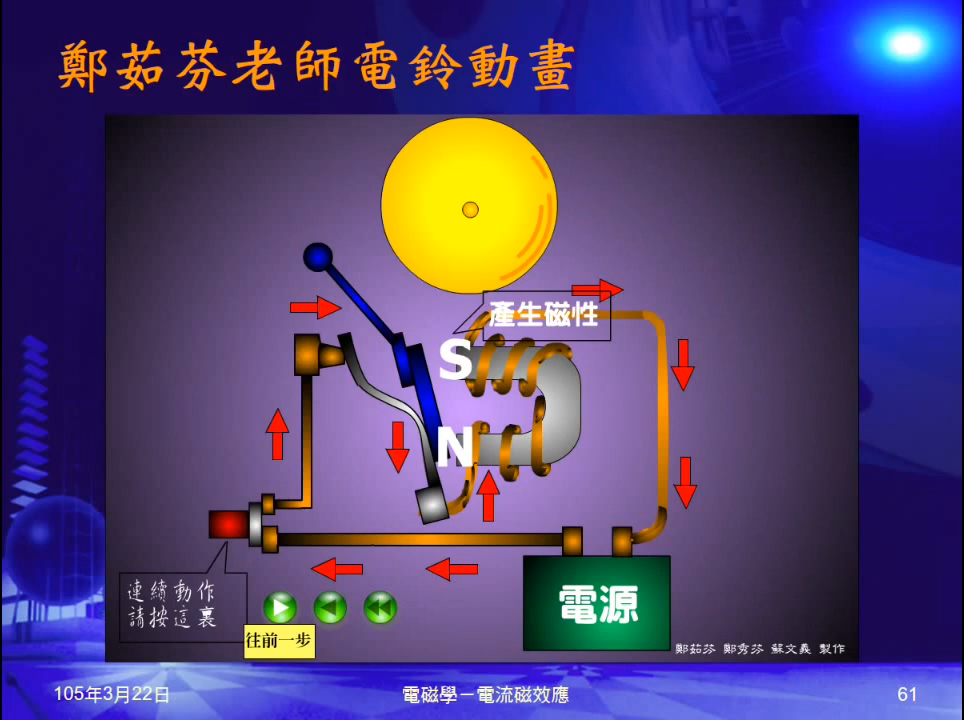 鄭茹芬老師電鈴動畫
產生磁性
S
N
連續動作
請按這裏
往前一步
電源
鄭茹芬 鄭秀芬 蘇文義 製作
105年3月22日
電磁學－電流磁效應
61